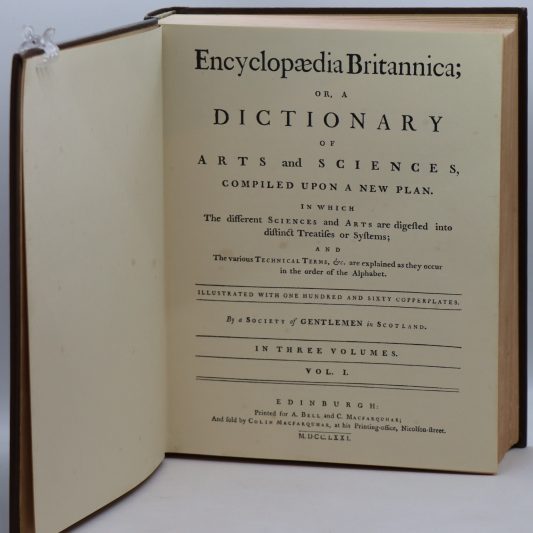 Encyclopædia Britannica;
OR, A
DICTIONARY
OF
ARTS and SCIENCES,
COMPILED UPON A NEW PLAN.
IN WHICH
The different SCIENCES and ARTS are digeſted into
diſtinct Treatiſes or Syſtems;
AND
The various TECHNICAL TERMS, &c. are explained as they occur
in the order of the Alphabet.
ILLUSTRATED WITH ONE HUNDRED AND SIXTY COPPERPLATES.
By a SOCIETY of GENTLEMEN in SCOTLAND.
IN THREE VOLUMES.
VOL. I.
EDINBURGH:
Printed for A. BELL and C. MACFARQUHAR;
And ſold by COLIN MACFARQUHAR, at his Printing-office, Nicolſon-ſtreet.
M.DCC.LXXI.